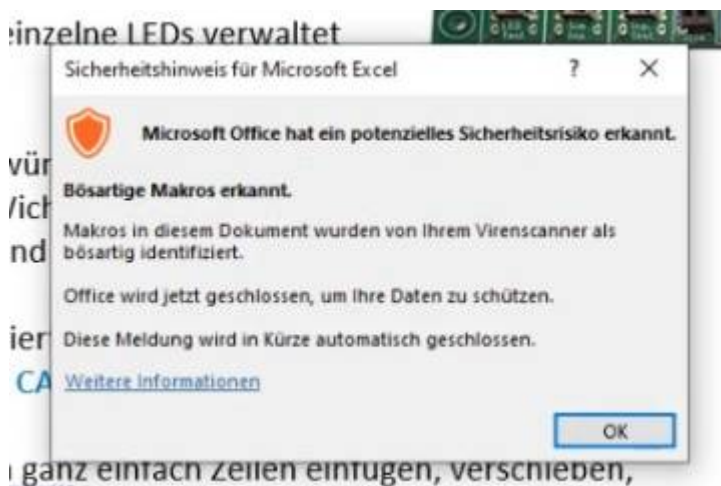 einzelne LEDs verwaltet
Sicherheitshinweis für Microsoft Excel
Microsoft Office hat ein potenzielles Sicherheitsrisiko erkannt.
Bösartige Makros erkannt.
Makros in diesem Dokument wurden von Ihrem Virenscanner als
bösartig identifiziert.
Office wird jetzt geschlossen, um Ihre Daten zu schützen.
Diese Meldung wird in Kürze automatisch geschlossen.
Weitere Informationen
OK
ganz einfach Zeilen einfügen, verschieben,